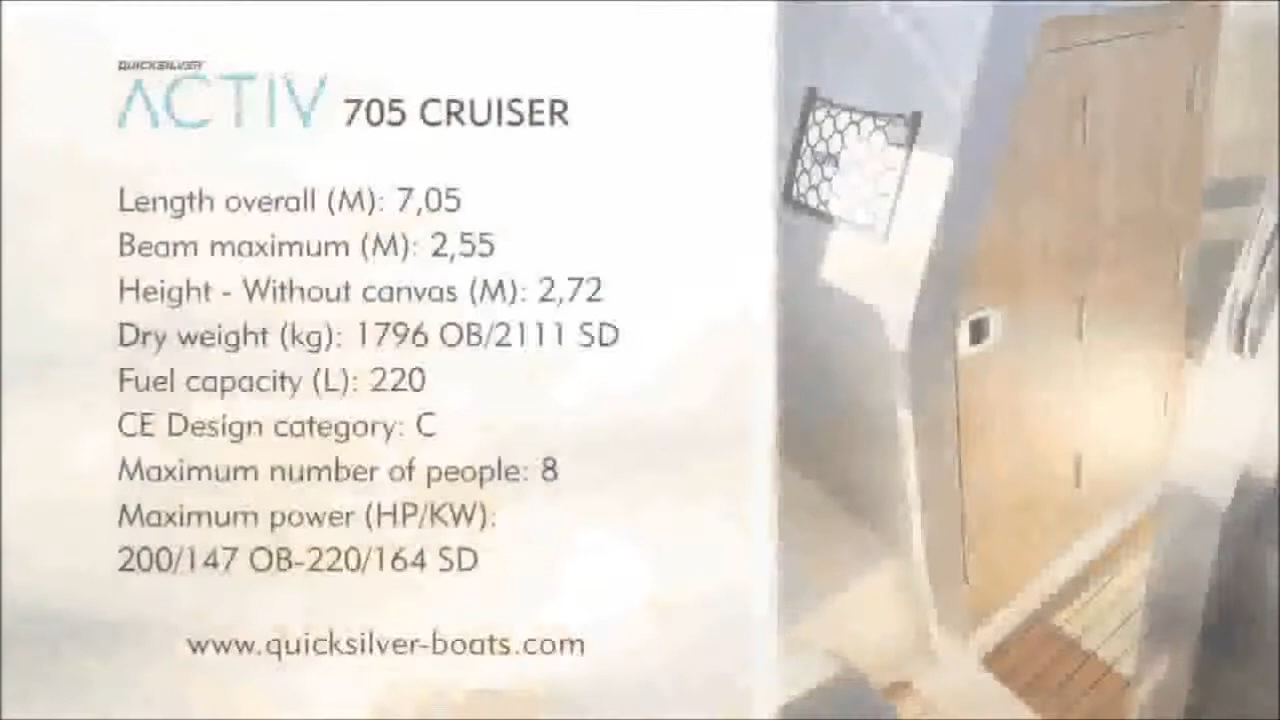 QUICKSILVER
ACTIV 705 CRUISER
Length overall (M): 7,05
Beam maximum (M): 2,55
Height - Without canvas (M): 2,72
Dry weight (kg): 1796 OB/2111 SD
Fuel capacity (L): 220
CE Design category: C
Maximum number of people: 8
Maximum power (HP/KW):
200/147 OB-220/164 SD
www.quicksilver-boats.com